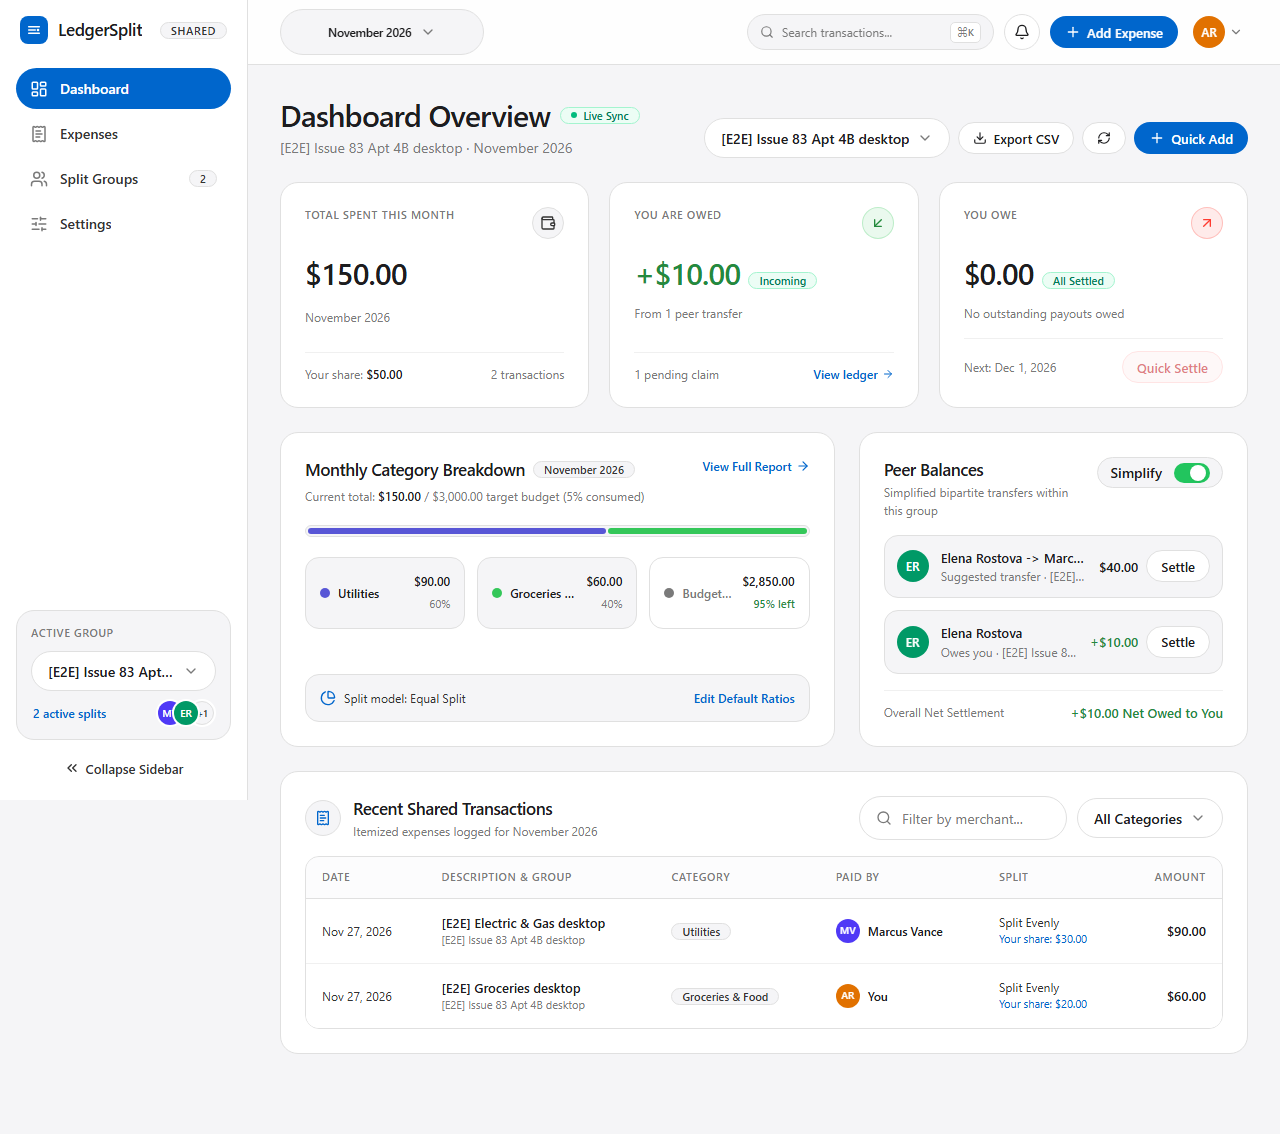 LedgerSplit
SHARED
Dashboard
Expenses
Split Groups
2
Settings
ACTIVE GROUP
[E2E] Issue 83 Apt...
2 active splits
ER
+1
Collapse Sidebar
November 2026
Search transactions...
⌘K
Add Expense
AR
Dashboard Overview
Live Sync
[E2E] Issue 83 Apt 4B desktop · November 2026
[E2E] Issue 83 Apt 4B desktop
Export CSV
Quick Add
TOTAL SPENT THIS MONTH
$150.00
November 2026
Your share: $50.00
2 transactions
YOU ARE OWED
+$10.00
Incoming
From 1 peer transfer
1 pending claim
View ledger
YOU OWE
$0.00
All Settled
No outstanding payouts owed
Next: Dec 1, 2026
Quick Settle
Monthly Category Breakdown
November 2026
View Full Report
Current total: $150.00 / $3,000.00 target budget (5% consumed)
Utilities
$90.00
60%
Groceries ...
$60.00
40%
Budget...
$2,850.00
95% left
Split model: Equal Split
Edit Default Ratios
Peer Balances
Simplify
Simplified bipartite transfers within
this group
ER
Elena Rostova -> Marc...
Suggested transfer · [E2E]...
$40.00
Settle
ER
Elena Rostova
Owes you · [E2E] Issue 8...
+$10.00
Settle
Overall Net Settlement
+$10.00 Net Owed to You
Recent Shared Transactions
Itemized expenses logged for November 2026
Filter by merchant...
All Categories
DATE
DESCRIPTION & GROUP
CATEGORY
PAID BY
SPLIT
AMOUNT
Nov 27, 2026
[E2E] Electric & Gas desktop
[E2E] Issue 83 Apt 4B desktop
Utilities
MV
Marcus Vance
Split Evenly
Your share: $30.00
$90.00
Nov 27, 2026
[E2E] Groceries desktop
[E2E] Issue 83 Apt 4B desktop
Groceries & Food
AR
You
Split Evenly
Your share: $20.00
$60.00